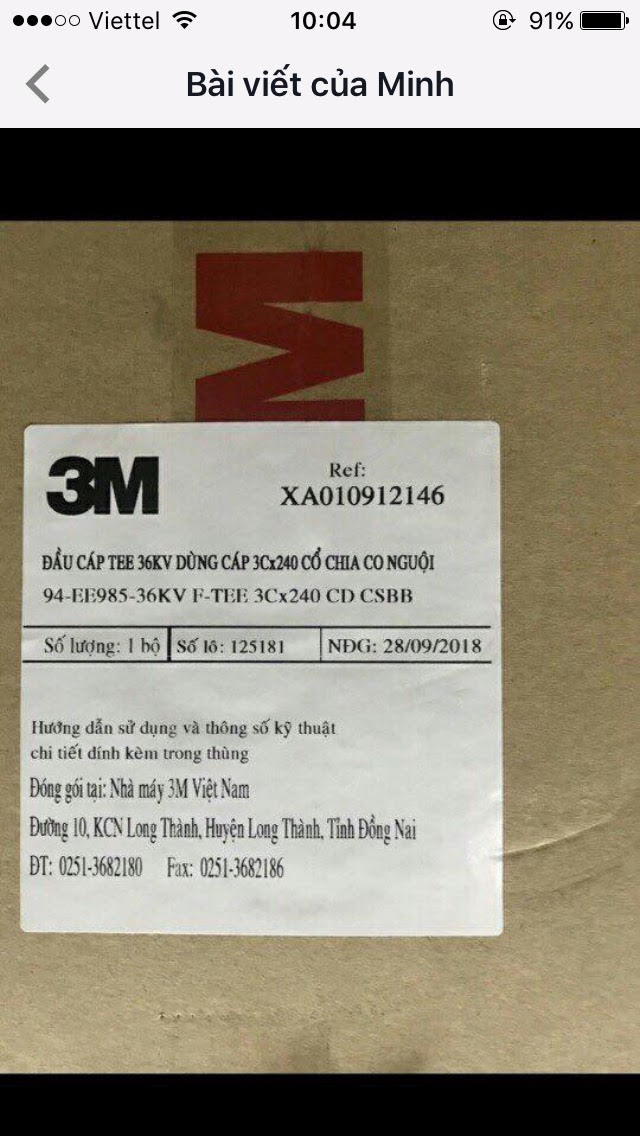 Viettel 10:04 91%
Bài viết của Minh
3M
3M
Ref:
XA010912146
ĐẦU CÁP TEE 36KV DÙNG CÁP 3Cx240 CỔ CHIA CO NGUỘI
94-EE985-36KV F-TEE 3Cx240 CD CSBB
Số lượng: 1 bộ Số lô: 125181 NĐG: 28/09/2018
Hướng dẫn sử dụng và thông số kỹ thuật
chi tiết dính kèm trong thùng
Đóng gói tại: Nhà máy 3M Việt Nam
Đường 10, KCN Long Thành, Huyện Long Thành, Tỉnh Đồng Nai
ĐT: 0251-3682180 Fax: 0251-3682186